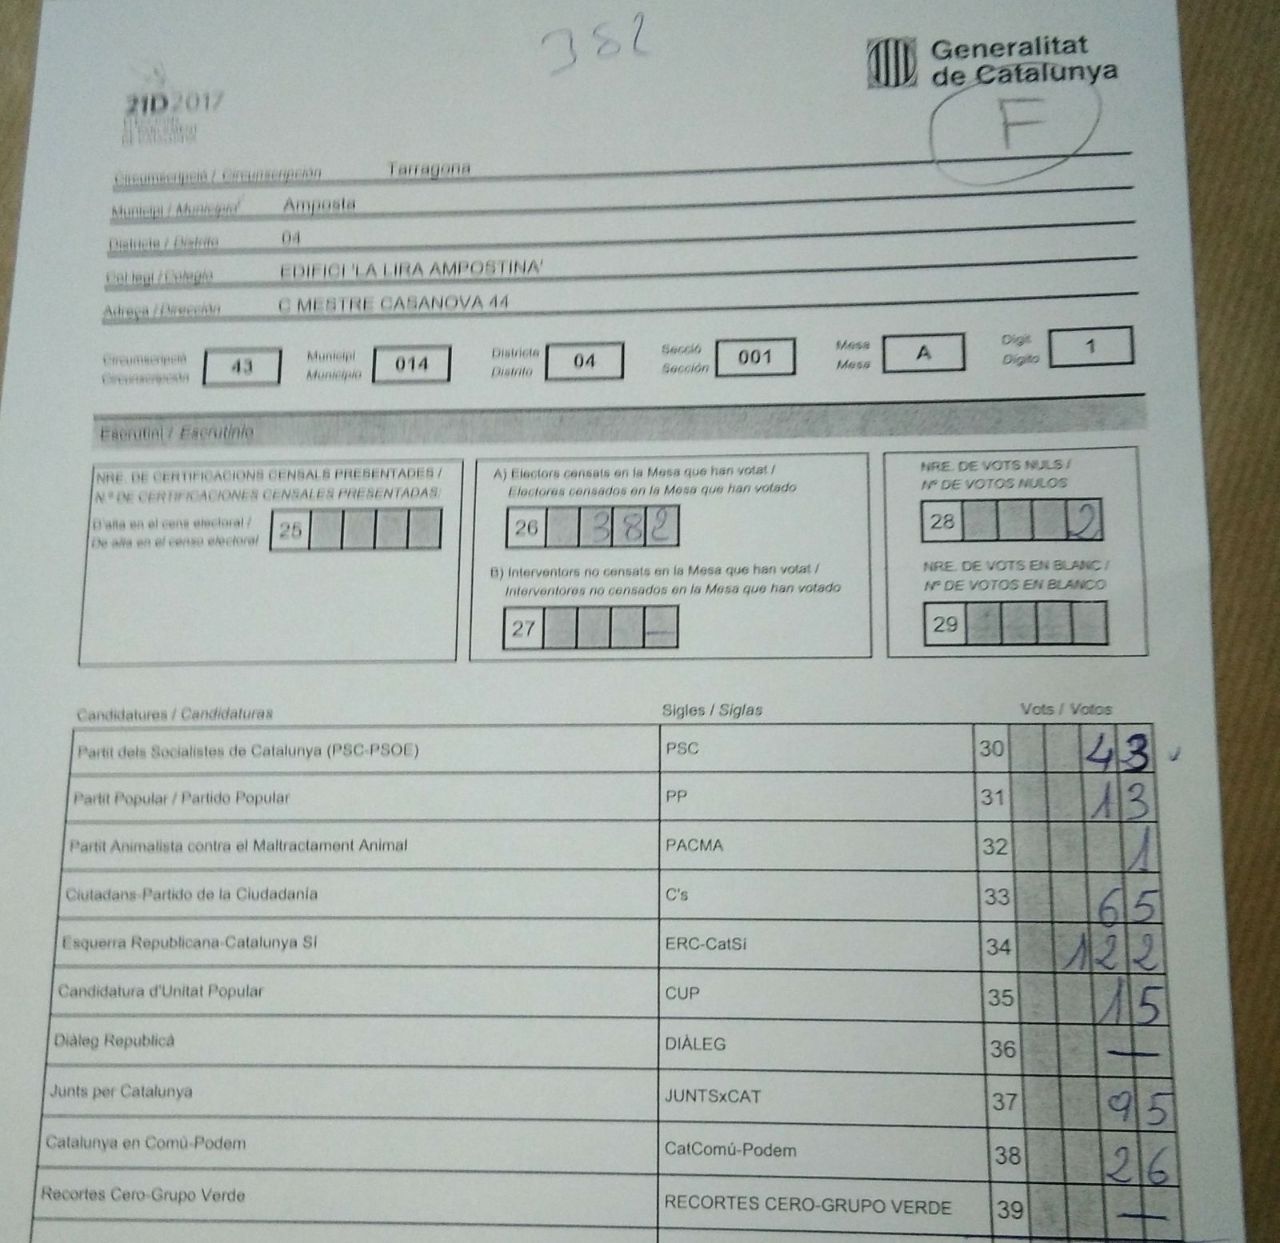 382
Generalitat
de Catalunya
21D2017
F
Circumscripció / Circunscripción Tarragona
Municipi / Municipio Amposta
Districte / Distrito 04
Col·legi / Colegio EDIFICI 'LA LIRA AMPOSTINA'
Adreça / Dirección C MESTRE CASANOVA 44
Circumscripció Circunscripción 43 Municipi Municipio 014 Districte Distrito 04 Secció Sección 001 Mesa Mesa A Dígit Dígito 1
Escrutini / Escrutinio
NRE. DE CERTIFICACIONS CENSALS PRESENTADES /
N.º DE CERTIFICACIONES CENSALES PRESENTADAS:
D'alta en el cens electoral /
De alta en el censo electoral 25
A) Electors censats en la Mesa que han votat /
Electores censados en la Mesa que han votado
26 382
B) Interventors no censats en la Mesa que han votat /
Interventores no censados en la Mesa que han votado
27 —
NRE. DE VOTS NULS /
Nº DE VOTOS NULOS
28 2
NRE. DE VOTS EN BLANC /
Nº DE VOTOS EN BLANCO
29
Candidatures / Candidaturas Sigles / Siglas Vots / Votos
Partit dels Socialistes de Catalunya (PSC-PSOE) PSC 30 43
Partit Popular / Partido Popular PP 31 13
Partit Animalista contra el Maltractament Animal PACMA 32 1
Ciutadans-Partido de la Ciudadanía C's 33 65
Esquerra Republicana-Catalunya Sí ERC-CatSí 34 122
Candidatura d'Unitat Popular CUP 35 15
Diàleg Republicà DIÀLEG 36 —
Junts per Catalunya JUNTSxCAT 37 95
Catalunya en Comú-Podem CatComú-Podem 38 26
Recortes Cero-Grupo Verde RECORTES CERO-GRUPO VERDE 39 —